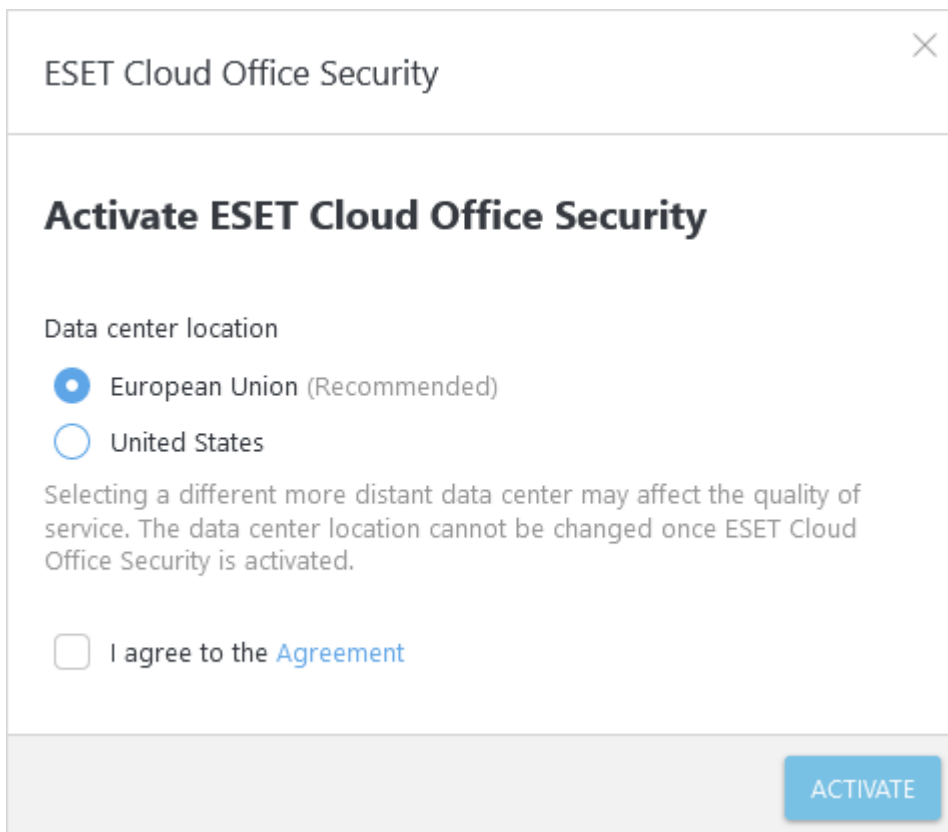 ESET Cloud Office Security
Activate ESET Cloud Office Security
Data center location
European Union (Recommended)
United States
Selecting a different more distant data center may affect the quality of
service. The data center location cannot be changed once ESET Cloud
Office Security is activated.
I agree to the Agreement
ACTIVATE